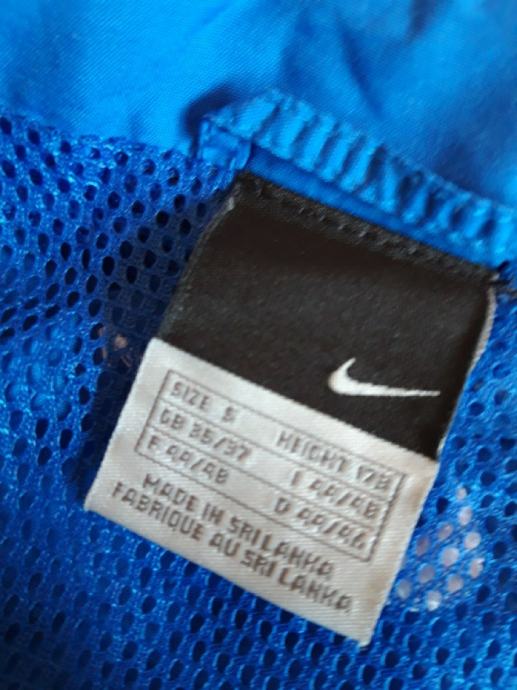 SIZE S HEIGHT 178
GB 35/37 I 44/48
F 44/48 D 44/46
MADE IN SRI LANKA
FABRIQUE AU SRI LANKA